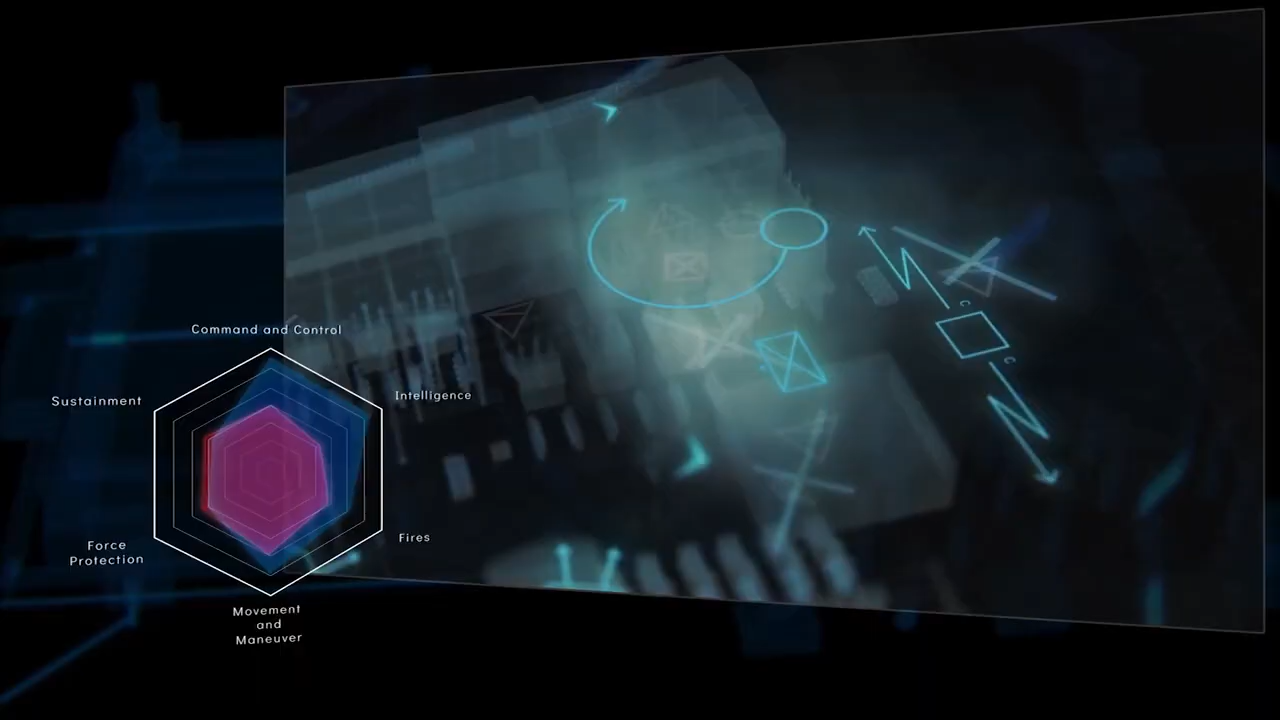 Command and Control
Sustainment
Intelligence
C
C
Force
Protection
Fires
Movement
and
Maneuver